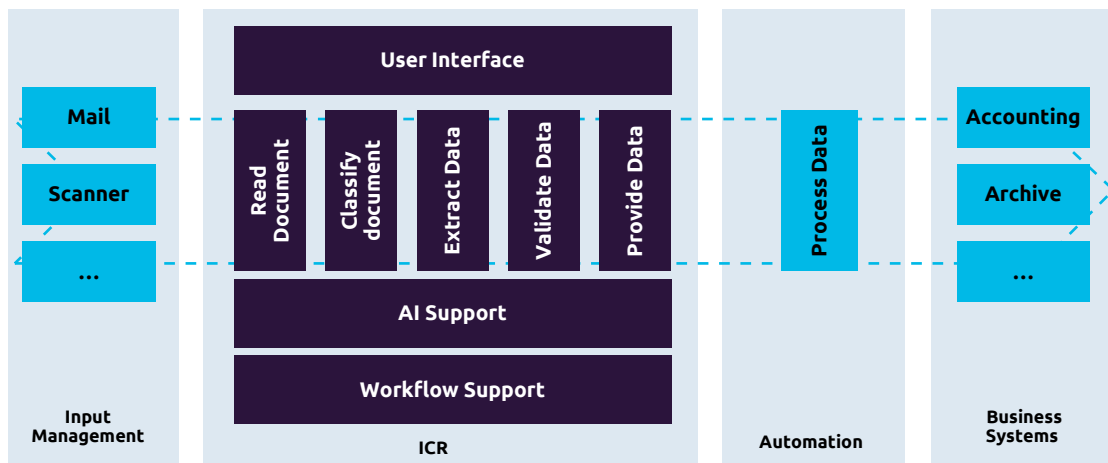 Mail
Scanner
...
Input
Management
User Interface
Read
Document
Classify
document
Extract Data
Validate Data
Provide Data
AI Support
Workflow Support
ICR
Process Data
Automation
Accounting
Archive
...
Business
Systems